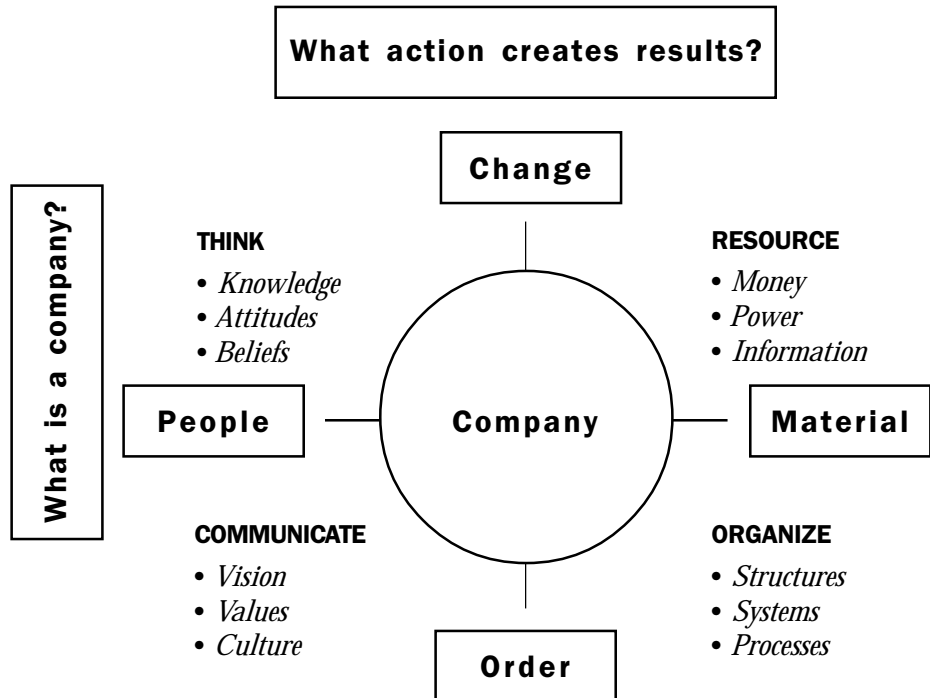 What action creates results?
Change
What is a company?
THINK
• Knowledge
• Attitudes
• Beliefs
RESOURCE
• Money
• Power
• Information
People
Company
Material
COMMUNICATE
• Vision
• Values
• Culture
ORGANIZE
• Structures
• Systems
• Processes
Order